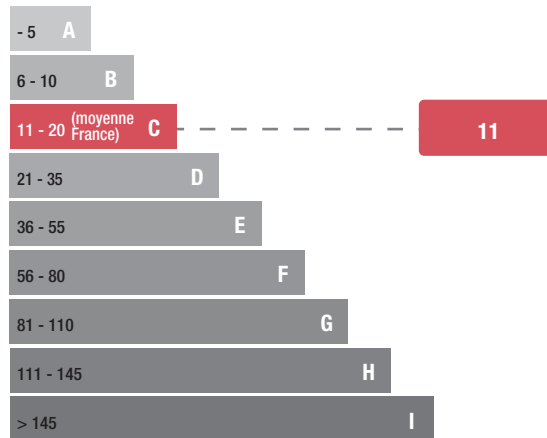 - 5 A
6 - 10 B
11 - 20 (moyenne France) C 11
21 - 35 D
36 - 55 E
56 - 80 F
81 - 110 G
111 - 145 H
> 145 I